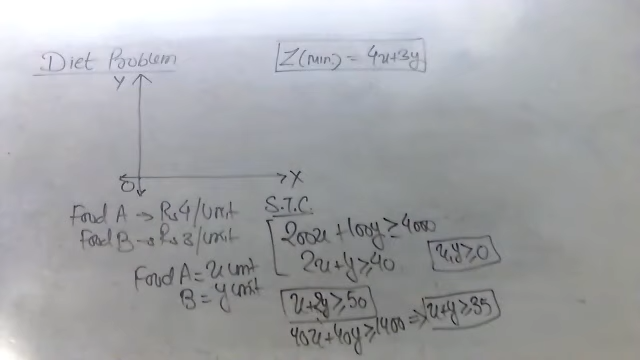 Diet Problem
Z(min) = 4x+3y
Y
O
X
Food A → Rs 4/unit
Food B → Rs 3/unit
S.T.C.
200x + 100y ≥ 4000
2x + y ≥ 40
x, y ≥ 0
Food A = x unit
B = y unit
x + 2y ≥ 50
40x + 40y ≥ 1400 ⇒ x+y ≥ 35